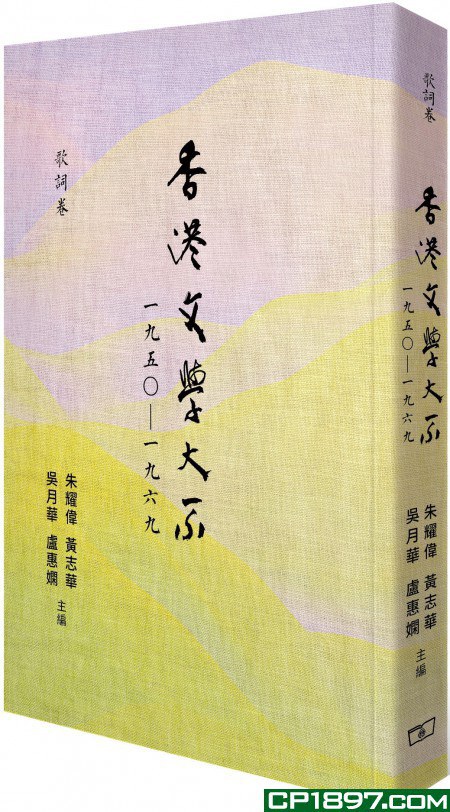 歌詞卷
香港文學大系
一九五〇—一九六九
朱耀偉 黃志華
吳月華 盧惠嫻 主編
歌詞卷
香港文學大系
一九五〇—一九六九
朱耀偉 黃志華
吳月華 盧惠嫻 主編
CP1897.COM